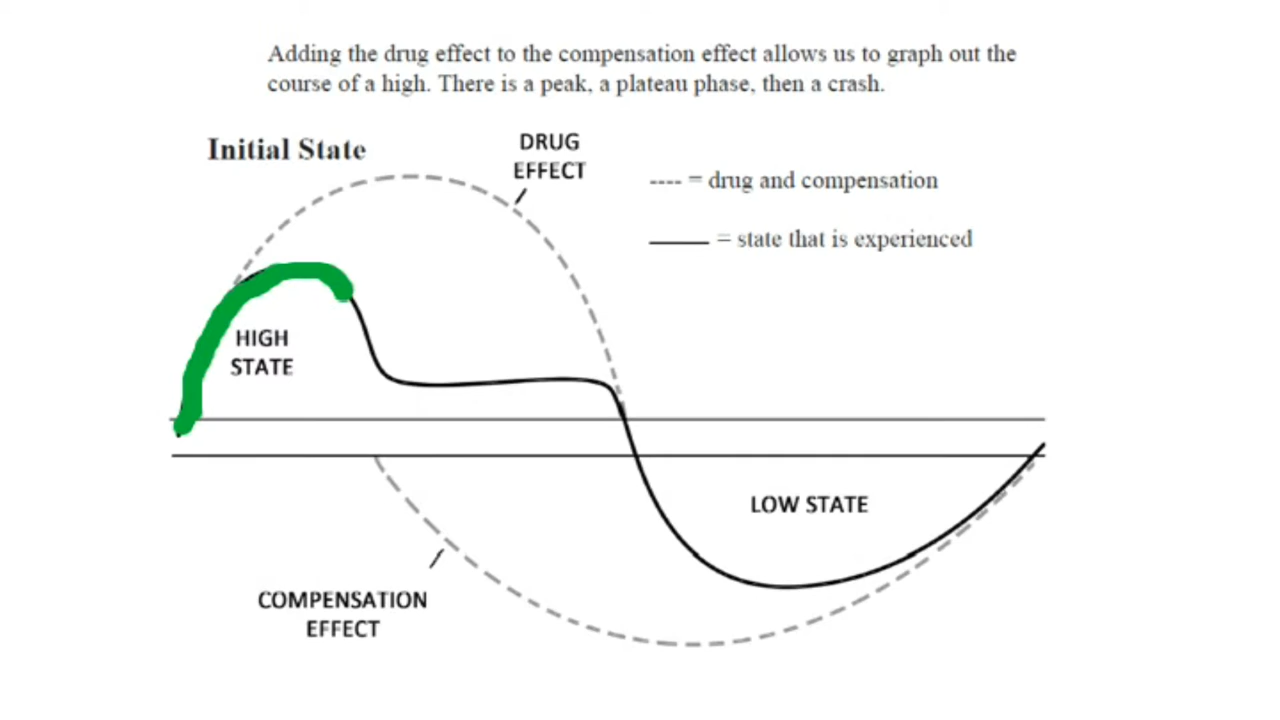 Adding the drug effect to the compensation effect allows us to graph out the
course of a high. There is a peak, a plateau phase, then a crash.
Initial State
DRUG
EFFECT
---- = drug and compensation
—— = state that is experienced
HIGH
STATE
LOW STATE
COMPENSATION
EFFECT